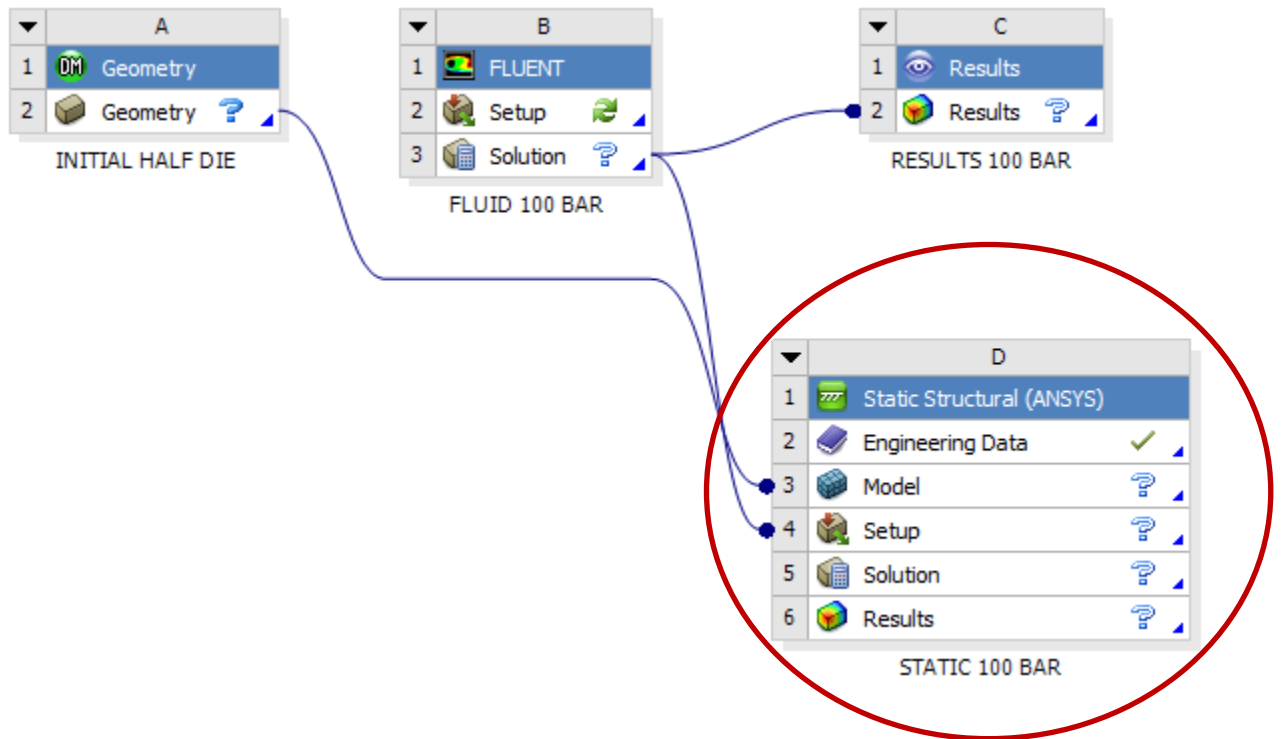 A
1 DM Geometry
2 Geometry ?
INITIAL HALF DIE
B
1 FLUENT
2 Setup
3 Solution ?
FLUID 100 BAR
C
1 Results
2 Results ?
RESULTS 100 BAR
D
1 Static Structural (ANSYS)
2 Engineering Data
3 Model ?
4 Setup ?
5 Solution ?
6 Results ?
STATIC 100 BAR